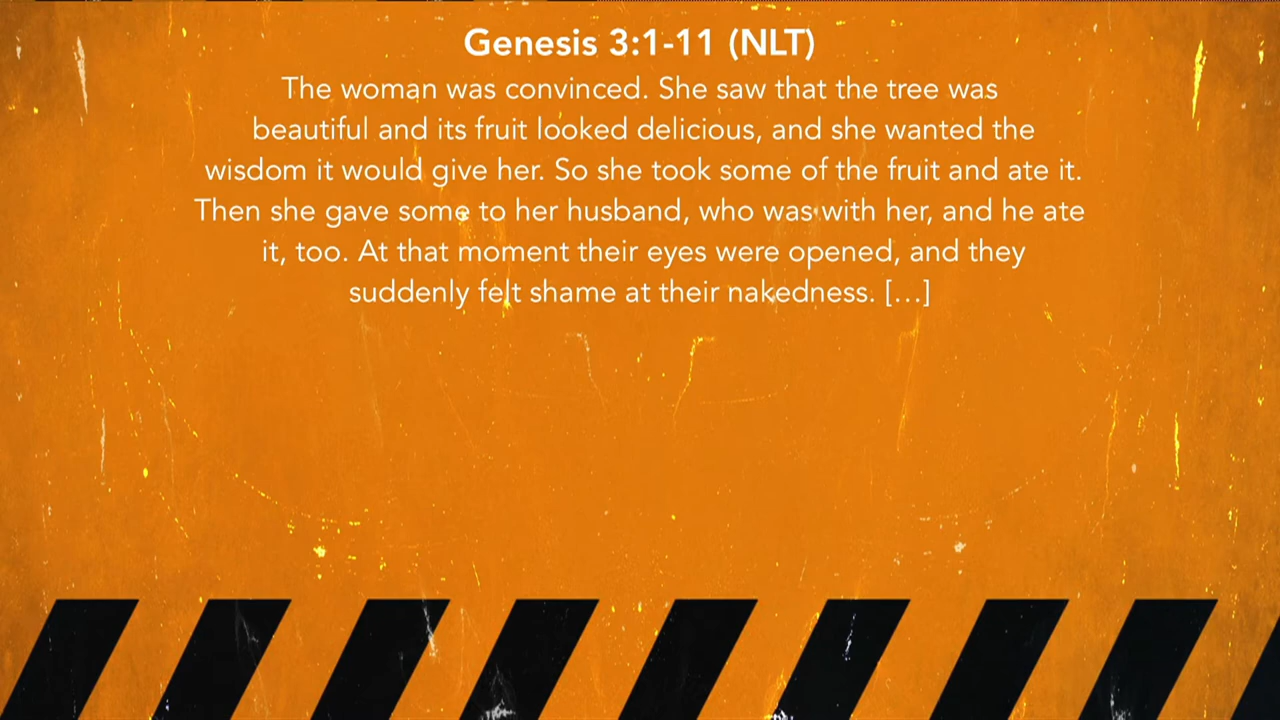 Genesis 3:1-11 (NLT)
The woman was convinced. She saw that the tree was
beautiful and its fruit looked delicious, and she wanted the
wisdom it would give her. So she took some of the fruit and ate it.
Then she gave some to her husband, who was with her, and he ate
it, too. At that moment their eyes were opened, and they
suddenly felt shame at their nakedness. […]